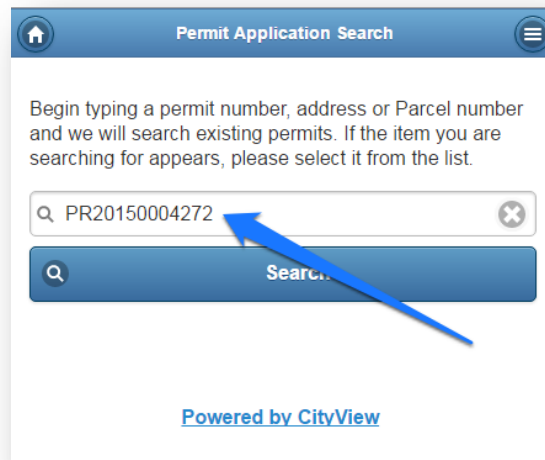 Permit Application Search
Begin typing a permit number, address or Parcel number
and we will search existing permits. If the item you are
searching for appears, please select it from the list.
PR20150004272
Search
Powered by CityView